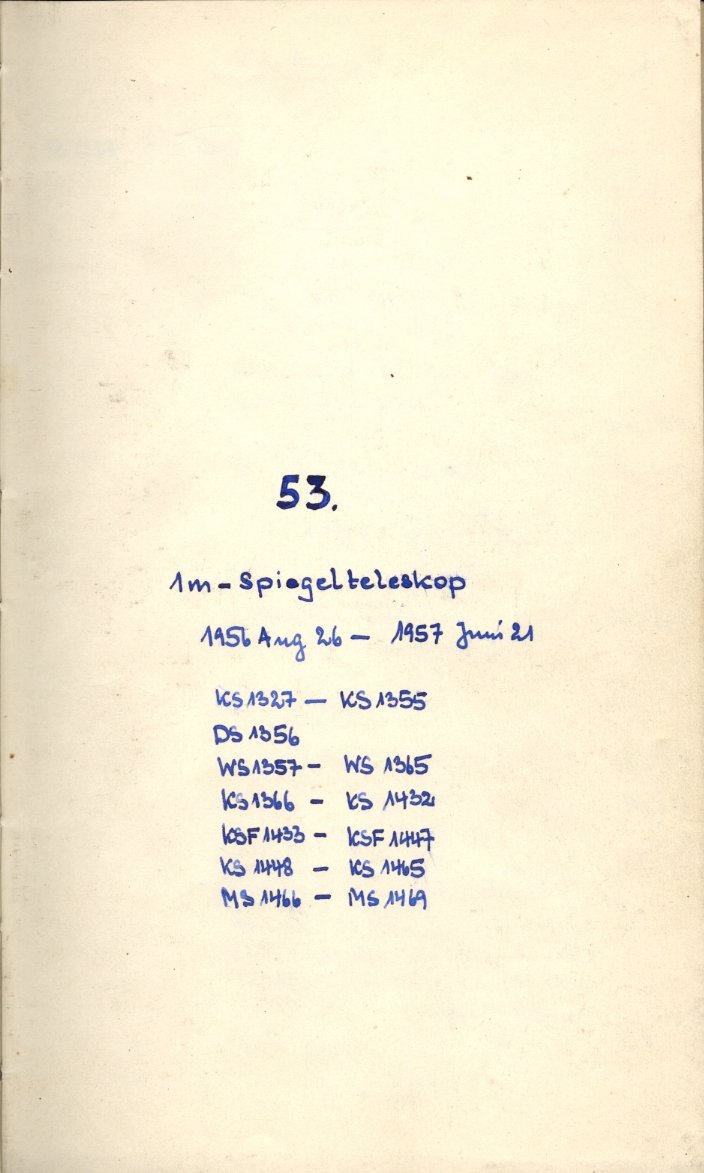 53.
1m-Spiegelteleskop
1956 Aug 26 — 1957 Juni 21
KS 1327 — KS 1355
DS 1356
WS 1357 — WS 1365
KS 1366 — KS 1432
KSF 1433 — KSF 1447
KS 1448 — KS 1465
MS 1466 — MS 1469